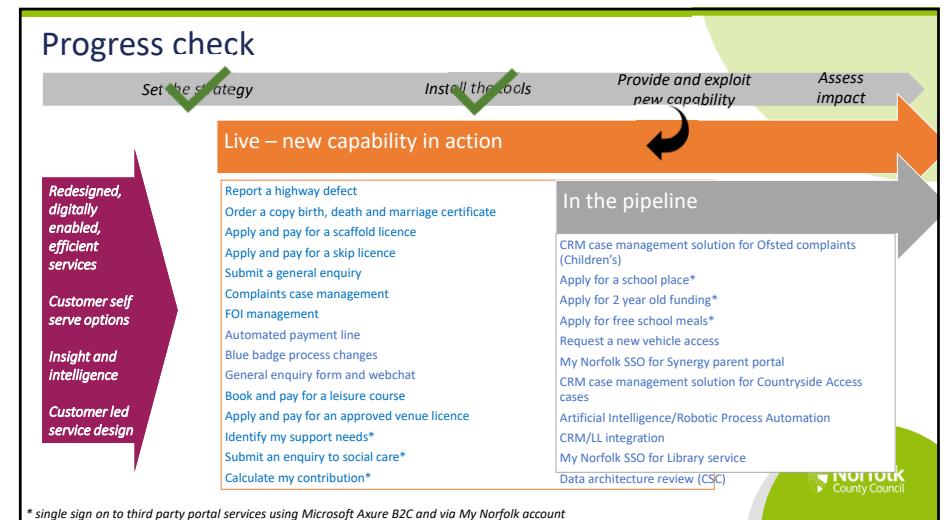 Progress check
Set the strategy
Install the tools
Provide and exploit
new capability
Assess
impact
Live – new capability in action
Redesigned,
digitally
enabled,
efficient
services
Customer self
serve options
Insight and
intelligence
Customer led
service design
Report a highway defect
Order a copy birth, death and marriage certificate
Apply and pay for a scaffold licence
Apply and pay for a skip licence
Submit a general enquiry
Complaints case management
FOI management
Automated payment line
Blue badge process changes
General enquiry form and webchat
Book and pay for a leisure course
Apply and pay for an approved venue licence
Identify my support needs*
Submit an enquiry to social care*
Calculate my contribution*
In the pipeline
CRM case management solution for Ofsted complaints
(Children's)
Apply for a school place*
Apply for 2 year old funding*
Apply for free school meals*
Request a new vehicle access
My Norfolk SSO for Synergy parent portal
CRM case management solution for Countryside Access
cases
Artificial Intelligence/Robotic Process Automation
CRM/LL integration
My Norfolk SSO for Library service
Data architecture review (CSC)
Norfolk
County Council
* single sign on to third party portal services using Microsoft Axure B2C and via My Norfolk account